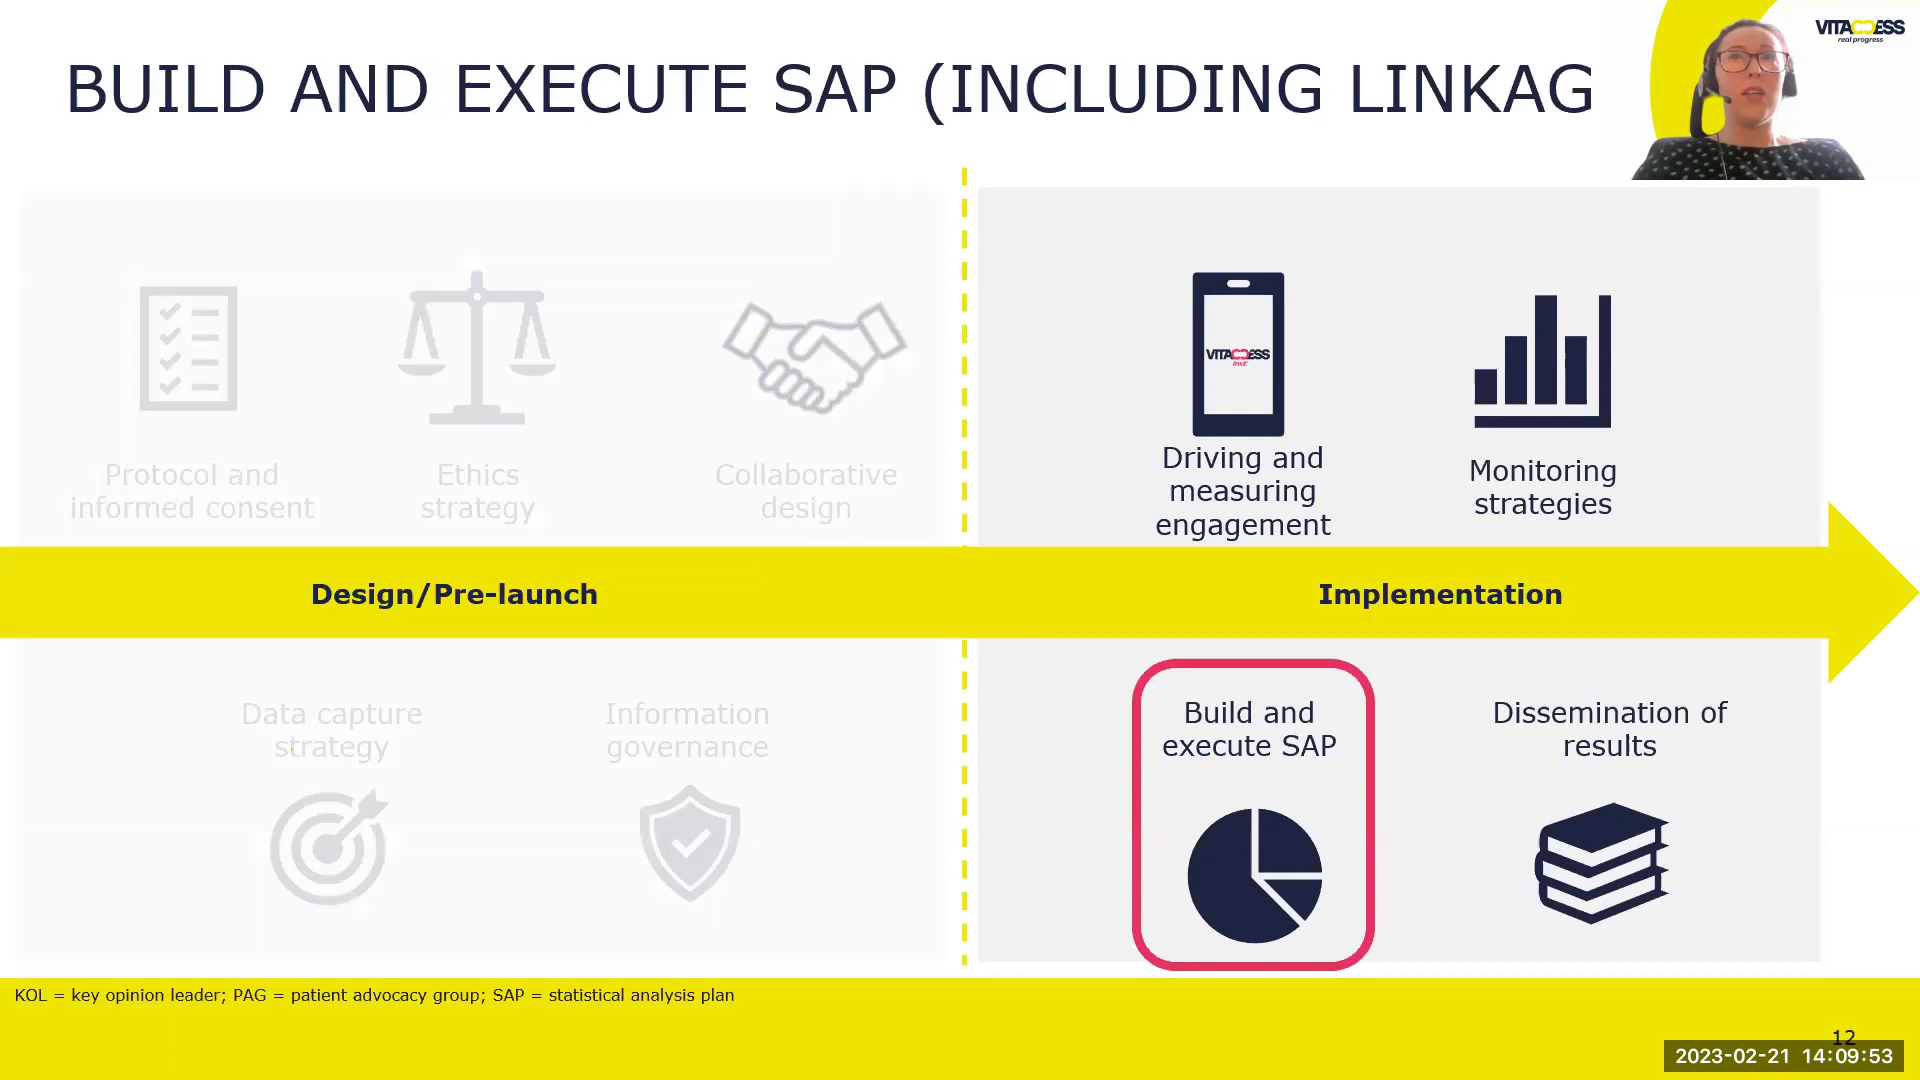 BUILD AND EXECUTE SAP (INCLUDING LINKAG
VITACCESS
real progress
Protocol and
informed consent
Ethics
strategy
Collaborative
design
VITACCESS
RWE
Driving and
measuring
engagement
Monitoring
strategies
Design/Pre-launch
Implementation
Data capture
strategy
Information
governance
Build and
execute SAP
Dissemination of
results
KOL = key opinion leader; PAG = patient advocacy group; SAP = statistical analysis plan
12
2023-02-21 14:09:53